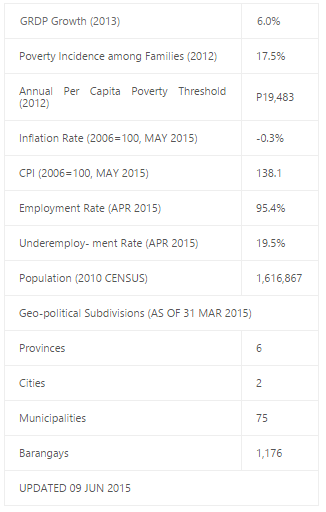 GRDP Growth (2013) 6.0%
Poverty Incidence among Families (2012) 17.5%
Annual Per Capita Poverty Threshold
(2012) P19,483
Inflation Rate (2006=100, MAY 2015) -0.3%
CPI (2006=100, MAY 2015) 138.1
Employment Rate (APR 2015) 95.4%
Underemploy- ment Rate (APR 2015) 19.5%
Population (2010 CENSUS) 1,616,867
Geo-political Subdivisions (AS OF 31 MAR 2015)
Provinces 6
Cities 2
Municipalities 75
Barangays 1,176
UPDATED 09 JUN 2015